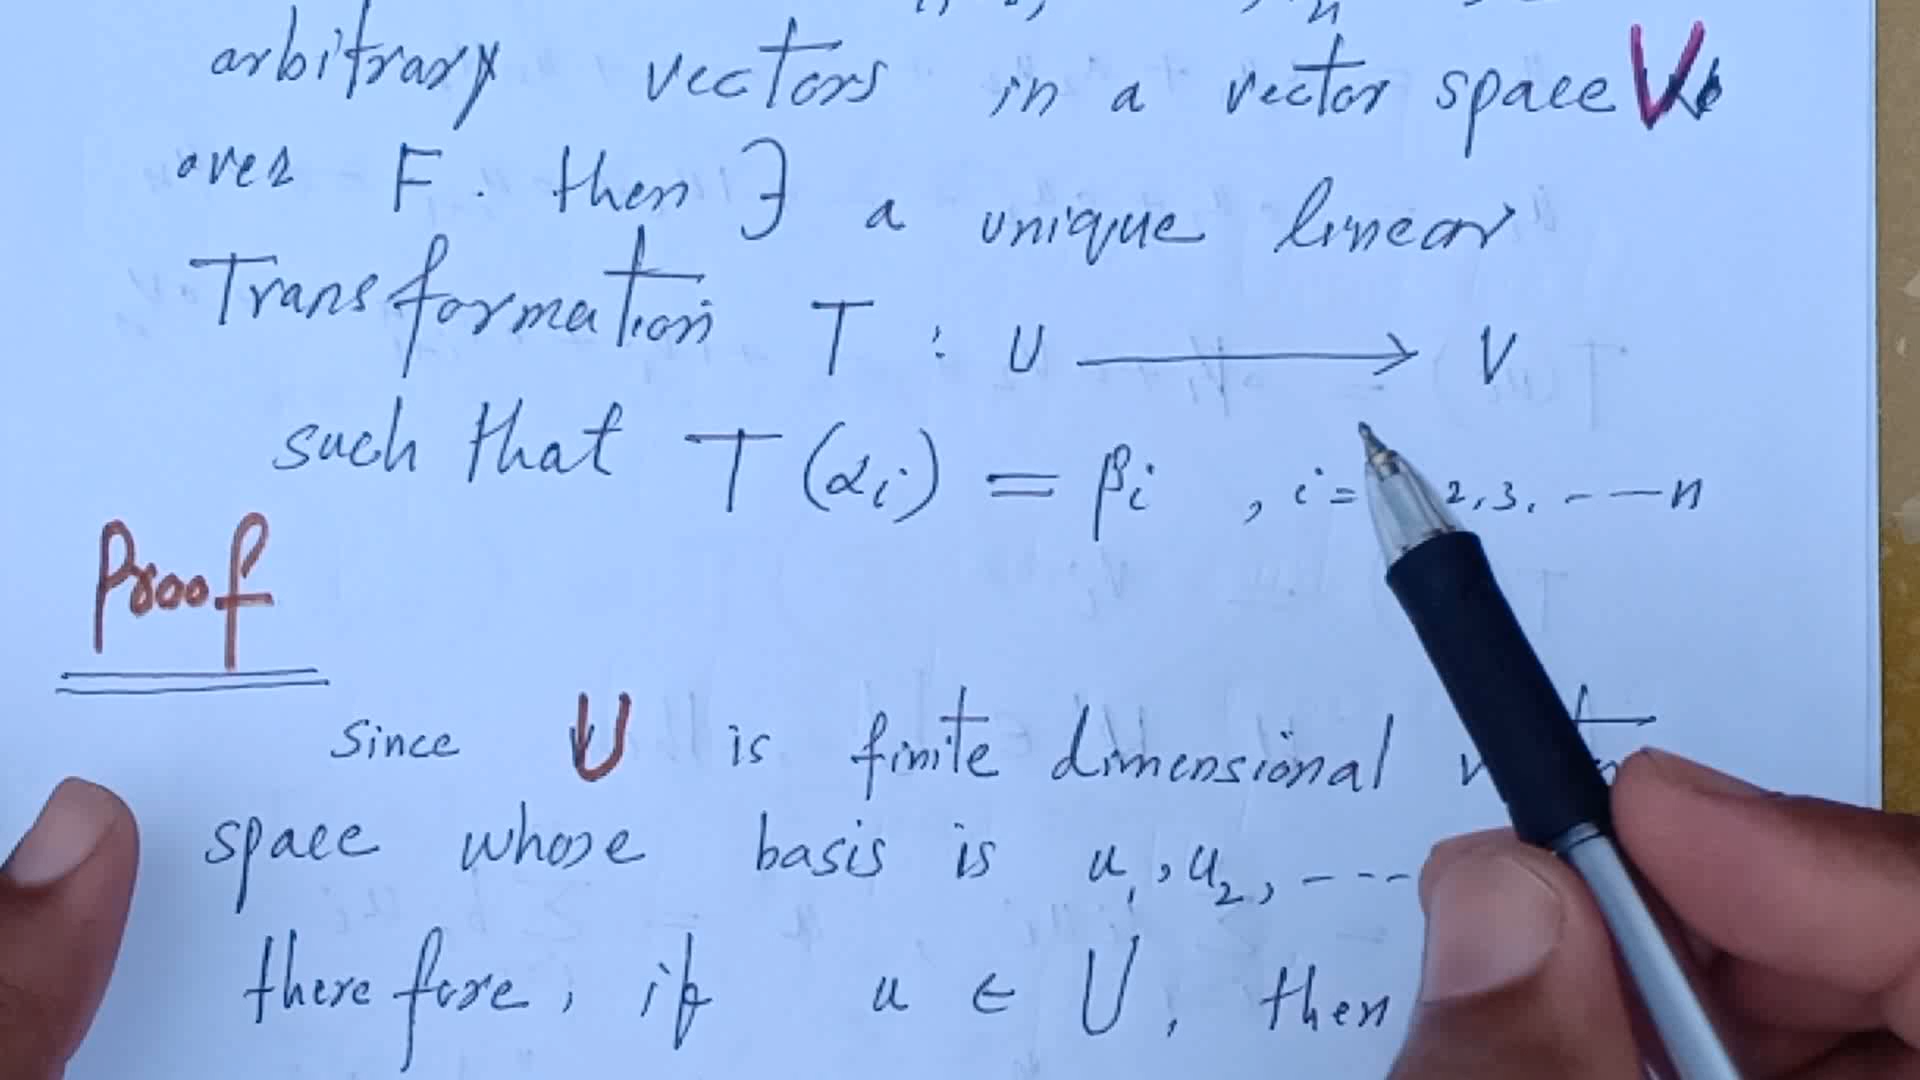 arbitrary vectors in a vector space V
over F. then ∃ a unique linear
Transformation T : U ⟶ V
such that T(αi) = βi , i = 2,3, - - - n
Proof
since U is finite dimensional
space whose basis is u1, u2, - - - -
therefore, if u ∈ U, then